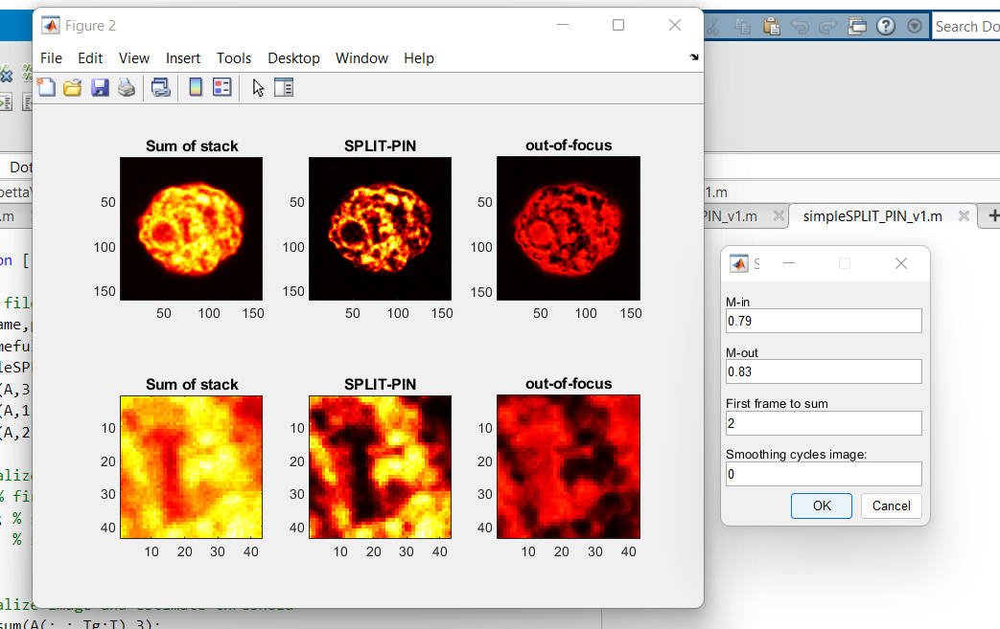 Figure 2
Search Do
File Edit View Insert Tools Desktop Window Help
Sum of stack SPLIT-PIN out-of-focus
50 50 50
100 100 100
150 150 150
50 100 150 50 100 150 50 100 150
Sum of stack SPLIT-PIN out-of-focus
10 10 10
20 20 20
30 30 30
40 40 40
10 20 30 40 10 20 30 40 10 20 30 40
Dot
betta\
1.m
.m
PIN_v1.m
simpleSPLIT_PIN_v1.m
on [
file
ame,
meful
leSP
(A,3
(A,1
(A,2
alize
% fin
; %
%
alize image and estimate threshold
sum(A(:,:,Tg:T),3);
S
M-in
0.79
M-out
0.83
First frame to sum
2
Smoothing cycles image:
0
OK Cancel